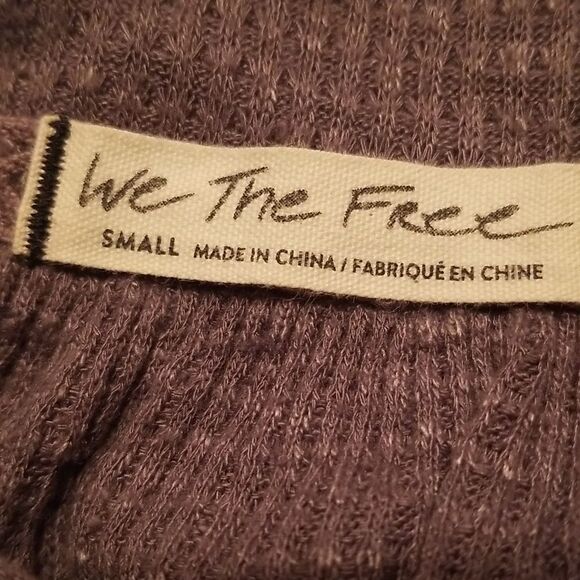 We The Free
SMALL MADE IN CHINA / FABRIQUÉ EN CHINE